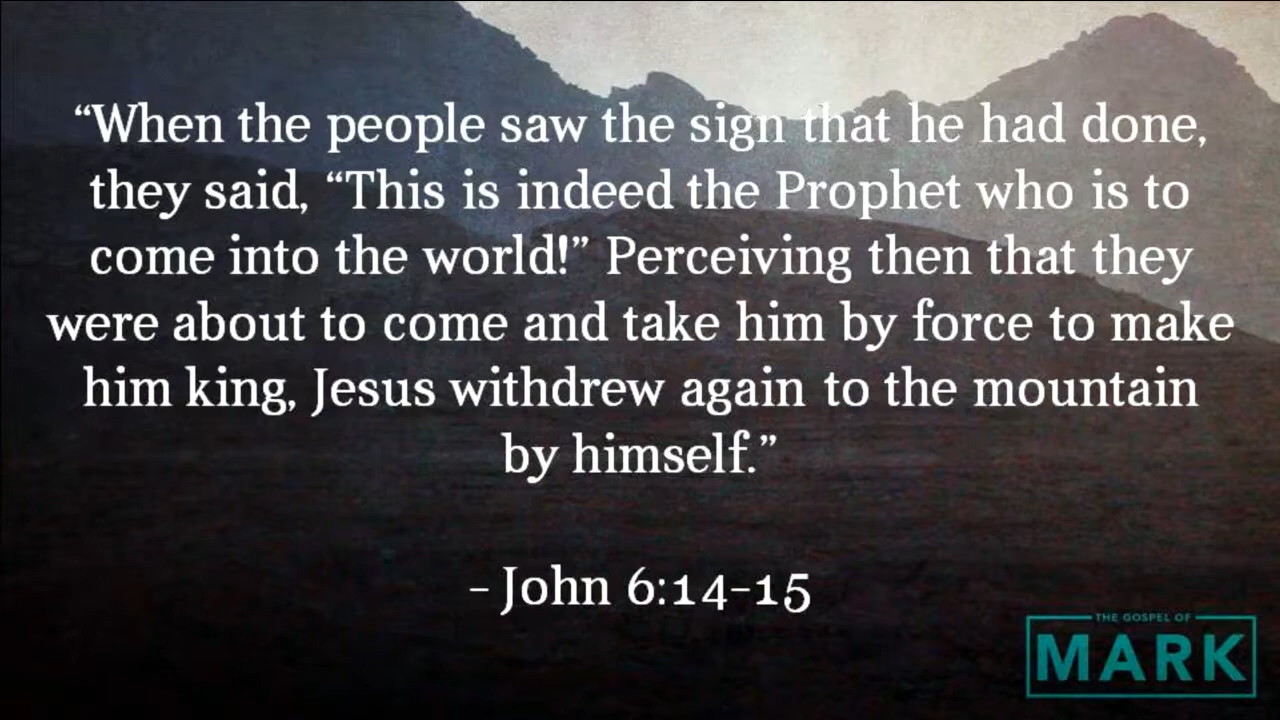 “When the people saw the sign that he had done,
they said, “This is indeed the Prophet who is to
come into the world!” Perceiving then that they
were about to come and take him by force to make
him king, Jesus withdrew again to the mountain
by himself.”
– John 6:14–15
THE GOSPEL OF
MARK